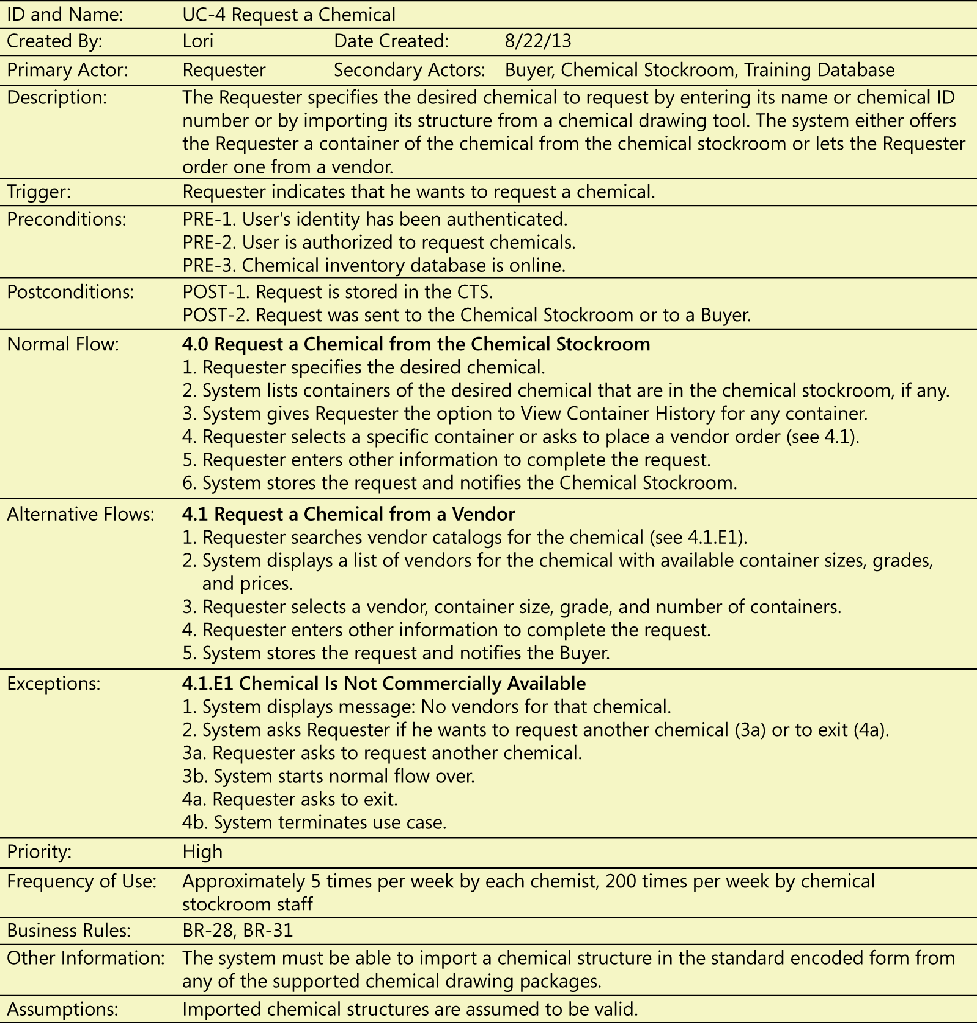 ID and Name: UC-4 Request a Chemical
Created By: Lori Date Created: 8/22/13
Primary Actor: Requester Secondary Actors: Buyer, Chemical Stockroom, Training Database
Description: The Requester specifies the desired chemical to request by entering its name or chemical ID
number or by importing its structure from a chemical drawing tool. The system either offers
the Requester a container of the chemical from the chemical stockroom or lets the Requester
order one from a vendor.
Trigger: Requester indicates that he wants to request a chemical.
Preconditions: PRE-1. User's identity has been authenticated.
PRE-2. User is authorized to request chemicals.
PRE-3. Chemical inventory database is online.
Postconditions: POST-1. Request is stored in the CTS.
POST-2. Request was sent to the Chemical Stockroom or to a Buyer.
Normal Flow: 4.0 Request a Chemical from the Chemical Stockroom
1. Requester specifies the desired chemical.
2. System lists containers of the desired chemical that are in the chemical stockroom, if any.
3. System gives Requester the option to View Container History for any container.
4. Requester selects a specific container or asks to place a vendor order (see 4.1).
5. Requester enters other information to complete the request.
6. System stores the request and notifies the Chemical Stockroom.
Alternative Flows: 4.1 Request a Chemical from a Vendor
1. Requester searches vendor catalogs for the chemical (see 4.1.E1).
2. System displays a list of vendors for the chemical with available container sizes, grades,
and prices.
3. Requester selects a vendor, container size, grade, and number of containers.
4. Requester enters other information to complete the request.
5. System stores the request and notifies the Buyer.
Exceptions: 4.1.E1 Chemical Is Not Commercially Available
1. System displays message: No vendors for that chemical.
2. System asks Requester if he wants to request another chemical (3a) or to exit (4a).
3a. Requester asks to request another chemical.
3b. System starts normal flow over.
4a. Requester asks to exit.
4b. System terminates use case.
Priority: High
Frequency of Use: Approximately 5 times per week by each chemist, 200 times per week by chemical
stockroom staff
Business Rules: BR-28, BR-31
Other Information: The system must be able to import a chemical structure in the standard encoded form from
any of the supported chemical drawing packages.
Assumptions: Imported chemical structures are assumed to be valid.